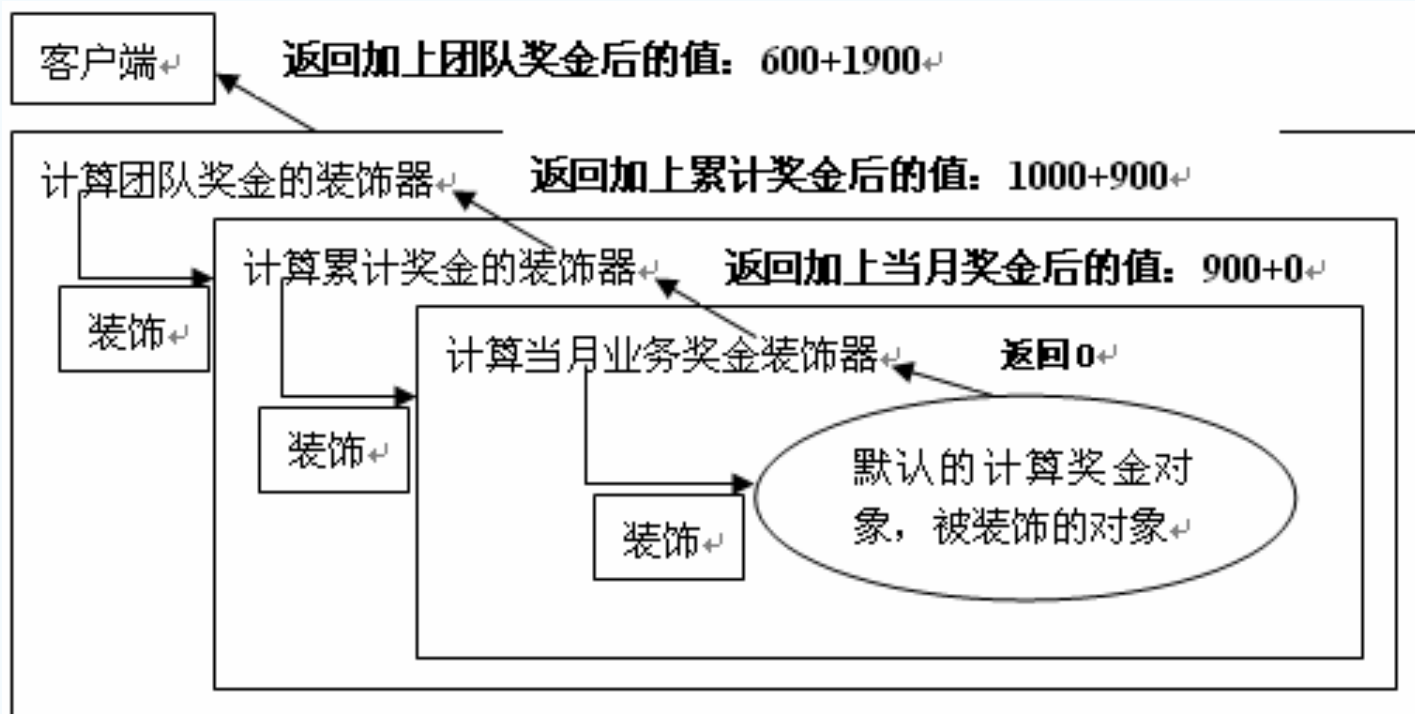 客户端↵
返回加上团队奖金后的值：600+1900↵
计算团队奖金的装饰器↵
返回加上累计奖金后的值：1000+900↵
计算累计奖金的装饰器↵
返回加上当月奖金后的值：900+0↵
装饰↵
计算当月业务奖金装饰器↵
返回0↵
装饰↵
默认的计算奖金对
象，被装饰的对象↵
装饰↵